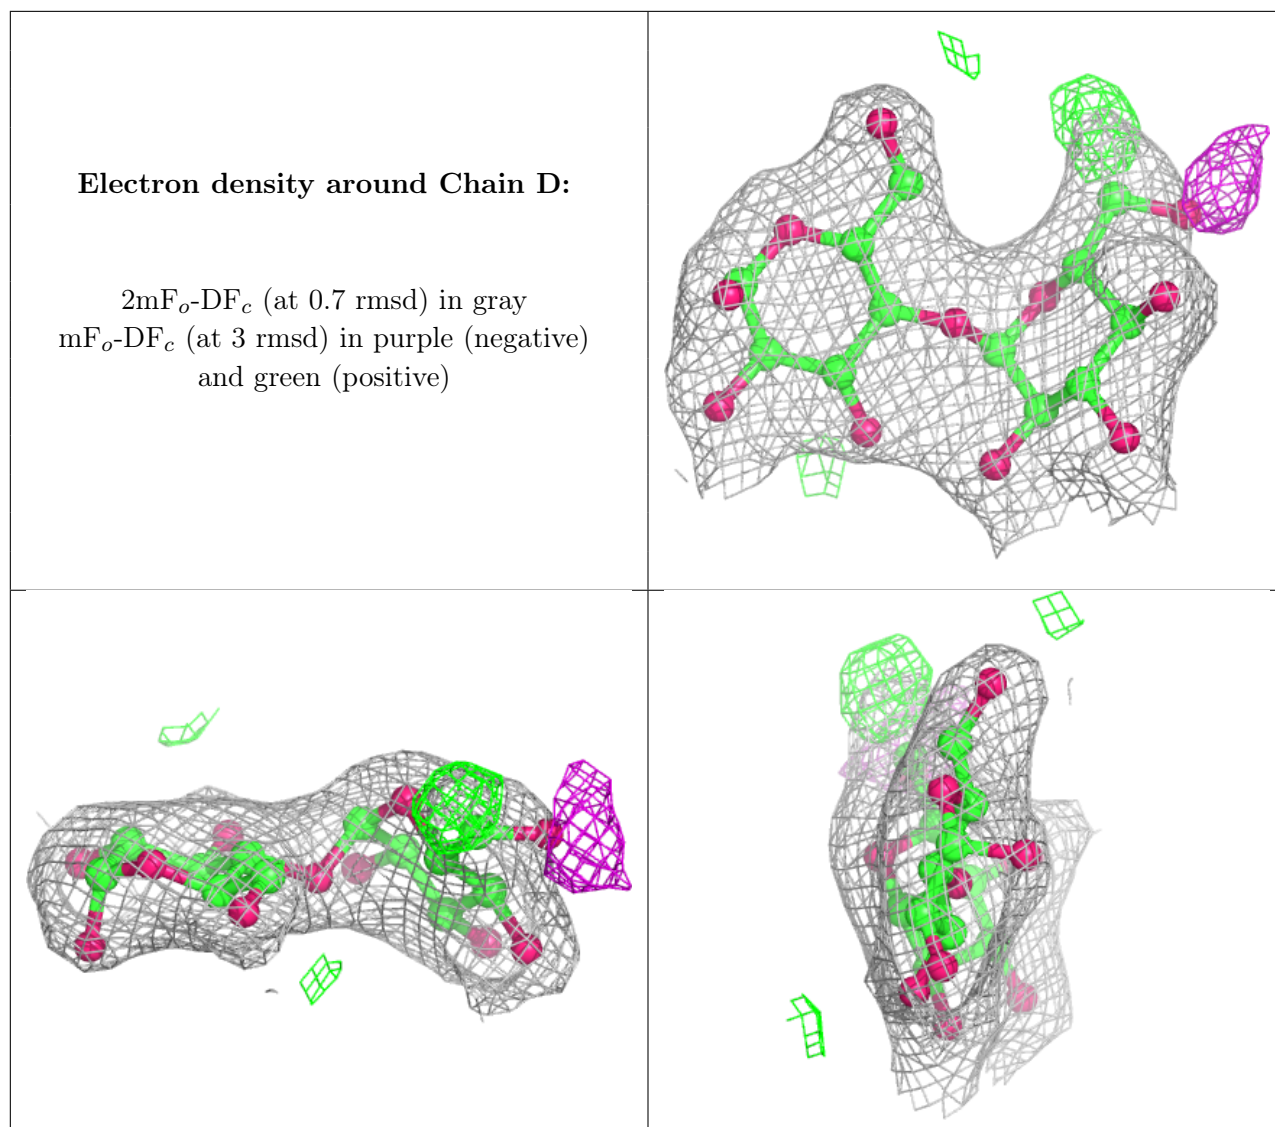 Electron density around Chain D:
2mFₒ-DF𝒸 (at 0.7 rmsd) in gray
mFₒ-DF𝒸 (at 3 rmsd) in purple (negative)
and green (positive)